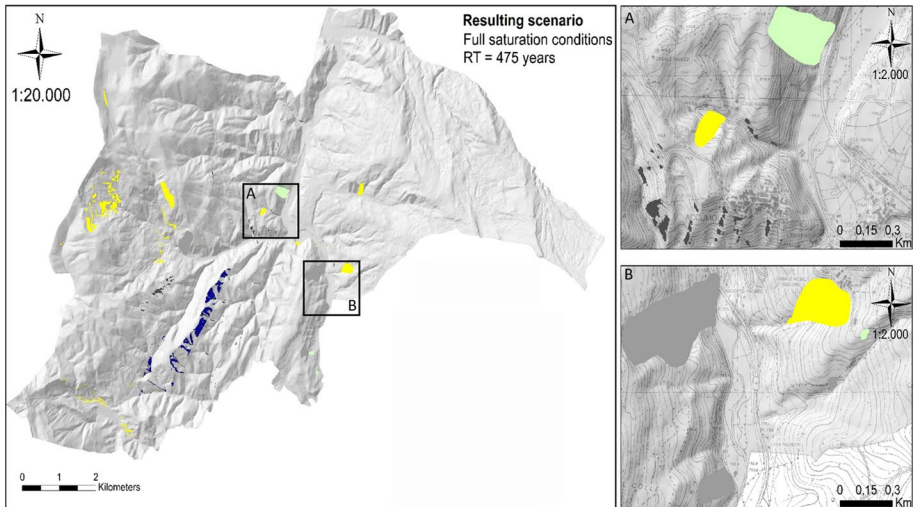 N
1:20.000
Resulting scenario
Full saturation conditions
RT = 475 years
A
B
0 1 2
Kilometers
A
N
1:2.000
0 0.15 0,3
Km
B
N
1:2.000
0 0.15 0,3
Km